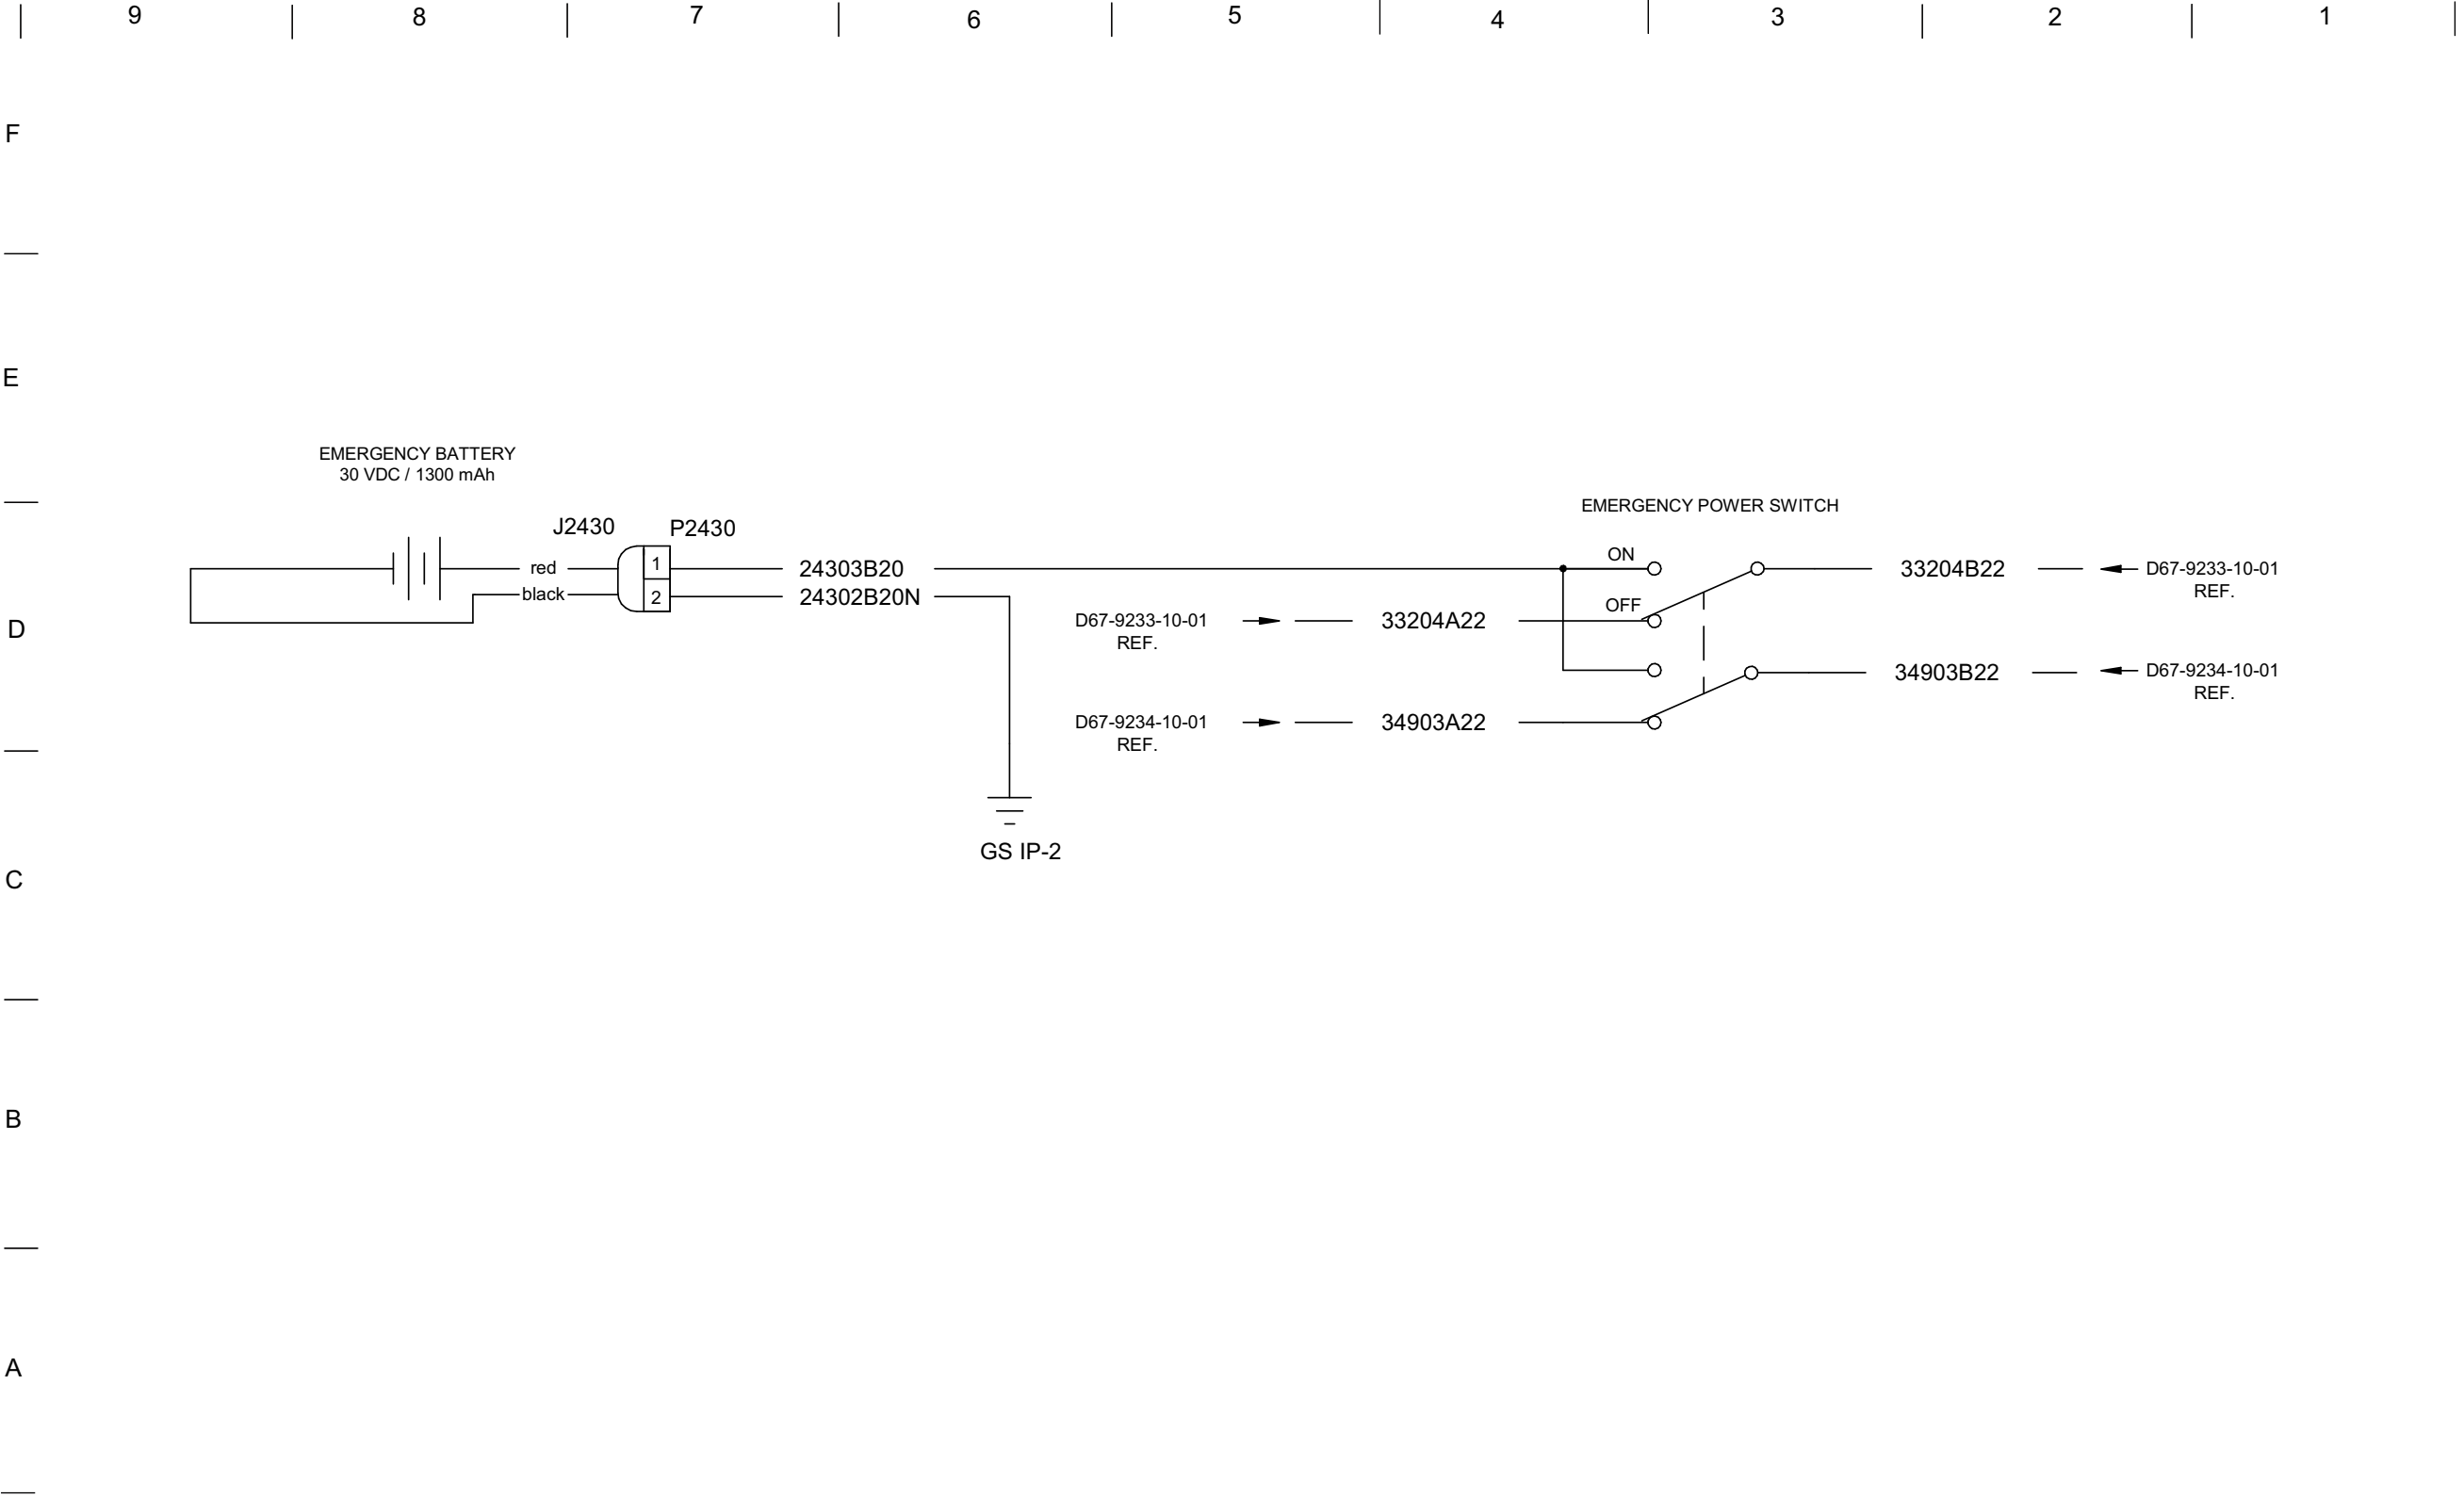 9 8 7 6 5 4 3 2 1
F
E
EMERGENCY BATTERY
30 VDC / 1300 mAh
EMERGENCY POWER SWITCH
J2430 P2430
ON
red 1 24303B20 33204B22 D67-9233-10-01
REF.
black 2 24302B20N
OFF
D
D67-9233-10-01 33204A22
REF.
34903B22 D67-9234-10-01
REF.
D67-9234-10-01 34903A22
REF.
GS IP-2
C
B
A